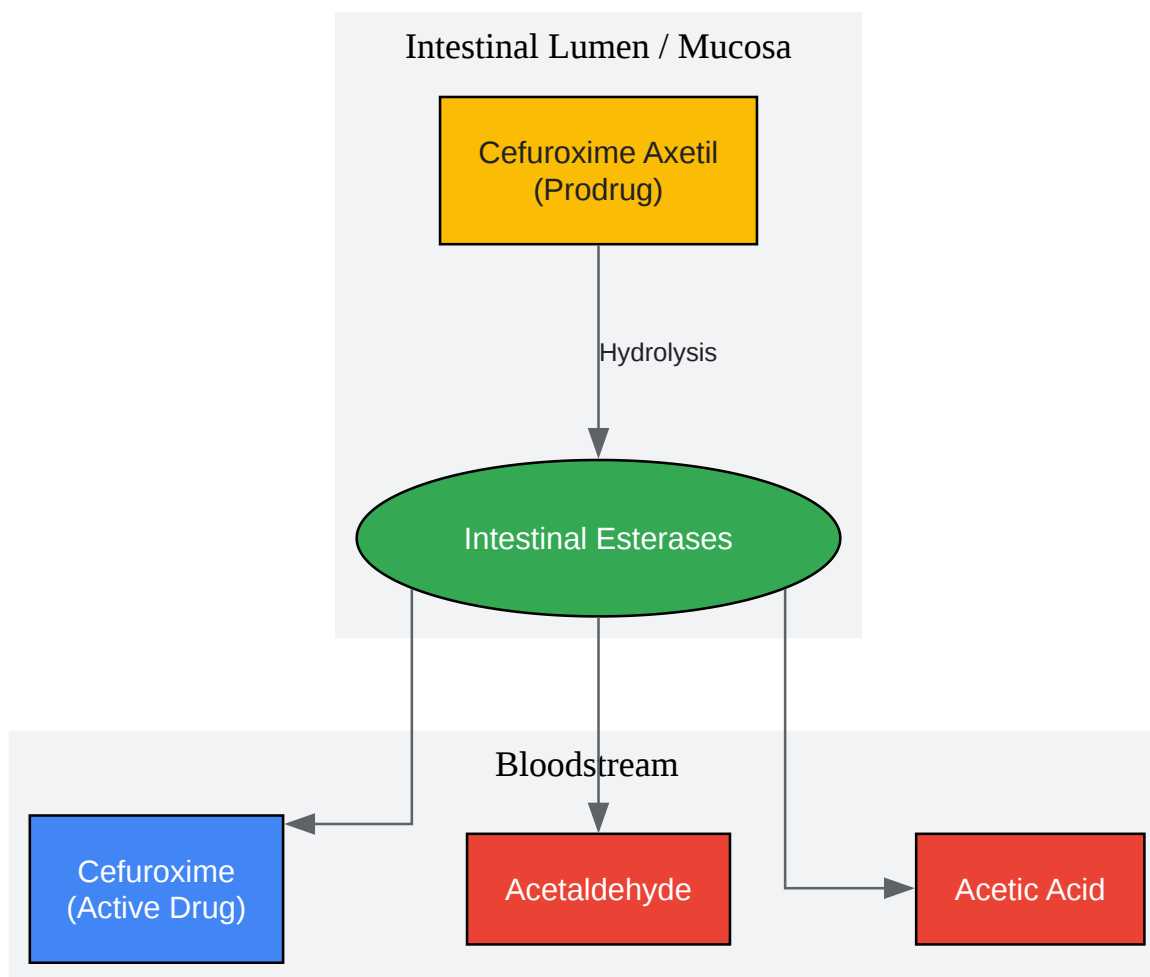 Intestinal Lumen / Mucosa
Cefuroxime Axetil
(Prodrug)
Hydrolysis
Intestinal Esterases
Bloodstream
Cefuroxime
(Active Drug)
Acetaldehyde
Acetic Acid